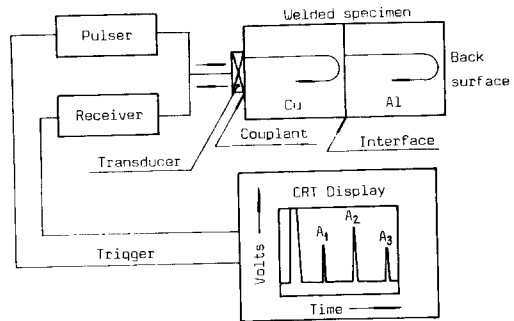 Welded specimen
Pulser
Back
surface
Cu
Al
Receiver
Couplant
Interface
Transducer
CRT Display
Volts
A1
A2
A3
Trigger
Time